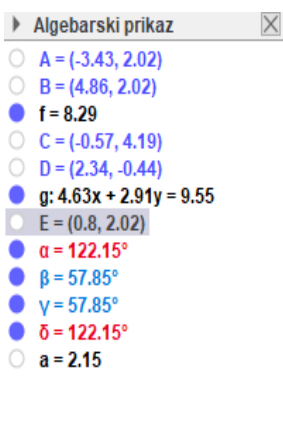 Algebarski prikaz
A = (-3.43, 2.02)
B = (4.86, 2.02)
f = 8.29
C = (-0.57, 4.19)
D = (2.34, -0.44)
g: 4.63x + 2.91y = 9.55
E = (0.8, 2.02)
α = 122.15°
β = 57.85°
γ = 57.85°
δ = 122.15°
a = 2.15